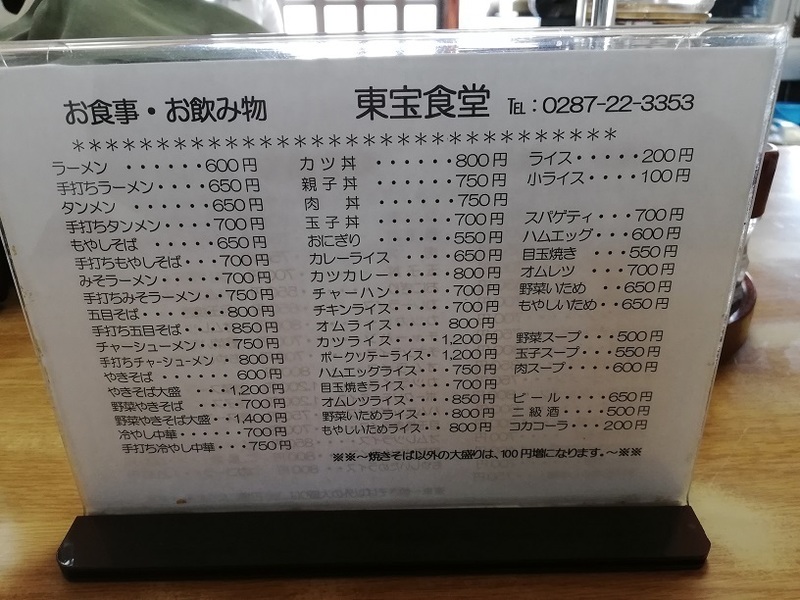 お食事・お飲み物 東宝食堂 TEL：0287-22-3353
＊＊＊＊＊＊＊＊＊＊＊＊＊＊＊＊＊＊＊＊＊＊＊＊＊＊＊＊＊＊＊＊
ラーメン ・・・・・・600円
手打ちラーメン・・・・650円
タンメン ・・・・・650円
手打ちタンメン・・・700円
もやしそば ・・・・650円
手打ちもやしそば・・・700円
みそラーメン・・・・700円
手打ちみそラーメン・・750円
五目そば・・・・・800円
手打ち五目そば・・・850円
チャーシューメン・・・750円
手打ちチャーシューメン ・800円
やきそば ・・・・・600円
やきそば大盛 ・・・1,200円
野菜やきそば ・・・・700円
野菜やきそば大盛・・1,400円
冷やし中華・・・・・700円
手打ち冷やし中華・・・750円
カツ丼 ・・・・・・800円
親子丼 ・・・・・・750円
肉 丼 ・・・・・・750円
玉子丼 ・・・・・・700円
おにぎり ・・・・・・550円
カレーライス ・・・・650円
カツカレー・・・・・800円
チャーハン・・・・・700円
チキンライス・・・・700円
オムライス・・・・・800円
カツライス・・・・・1,200円
ポークソテーライス・1,200円
ハムエッグライス・・・750円
目玉焼きライス・・・・700円
オムレツライス・・・・850円
野菜いためライス・・・800円
もやしいためライス・・800円
ライス・・・・・200円
小ライス・・・・100円
スパゲティ・・・700円
ハムエッグ・・・600円
目玉焼き ・・・550円
オムレツ ・・・700円
野菜いため ・・650円
もやしいため・・650円
野菜スープ・・・500円
玉子スープ・・・550円
肉スープ・・・・600円
ビール・・・・650円
二級酒・・・・500円
コカコーラ・・・200円
※※～焼きそば以外の大盛りは、100円増になります。～※※